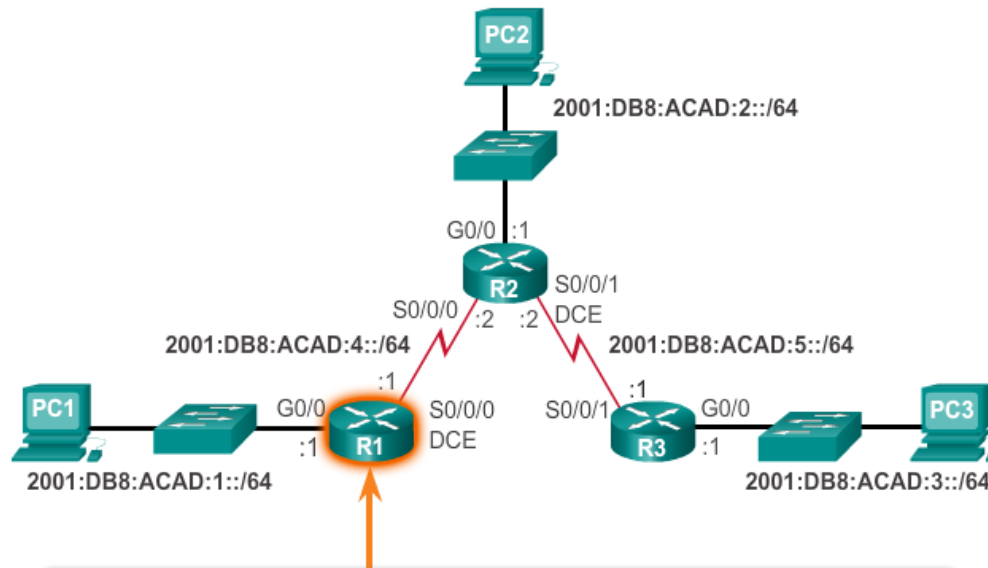 PC2
2001:DB8:ACAD:2::/64
G0/0 :1
R2
S0/0/1
DCE
S0/0/0
:2 :2
2001:DB8:ACAD:4::/64
2001:DB8:ACAD:5::/64
:1
:1
PC1
G0/0
:1
R1
S0/0/0
DCE
S0/0/1
R3
G0/0
:1
PC3
2001:DB8:ACAD:1::/64
2001:DB8:ACAD:3::/64